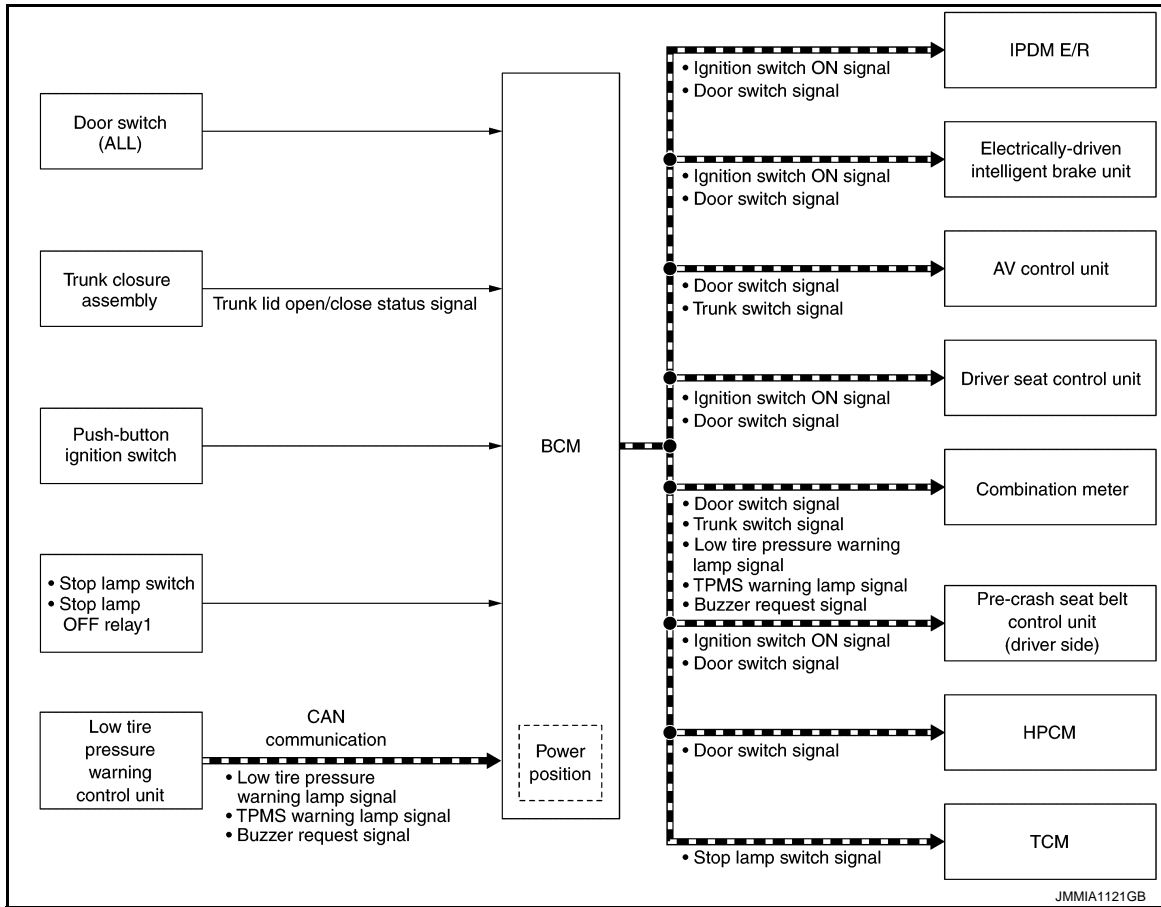 Door switch
(ALL)
Trunk closure
assembly
Trunk lid open/close status signal
Push-button
ignition switch
• Stop lamp switch
• Stop lamp
OFF relay1
Low tire
pressure
warning
control unit
CAN
communication
• Low tire pressure
warning lamp signal
• TPMS warning lamp signal
• Buzzer request signal
BCM
Power
position
• Ignition switch ON signal
• Door switch signal
IPDM E/R
• Ignition switch ON signal
• Door switch signal
Electrically-driven
intelligent brake unit
• Door switch signal
• Trunk switch signal
AV control unit
• Ignition switch ON signal
• Door switch signal
Driver seat control unit
• Door switch signal
• Trunk switch signal
• Low tire pressure warning
lamp signal
• TPMS warning lamp signal
• Buzzer request signal
Combination meter
• Ignition switch ON signal
• Door switch signal
Pre-crash seat belt
control unit
(driver side)
• Door switch signal
HPCM
• Stop lamp switch signal
TCM
JMMIA1121GB